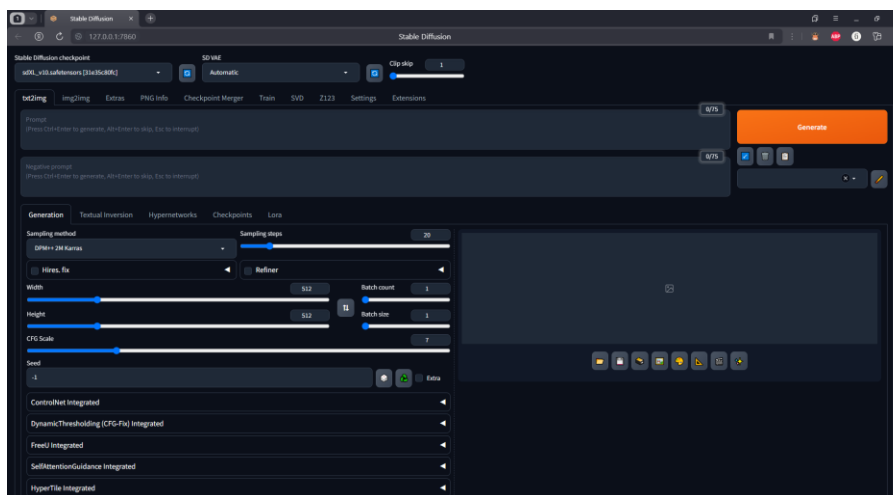 Stable Diffusion
127.0.0.1:7860
Stable Diffusion
Stable Diffusion checkpoint
SD VAE
Clip skip
1
Automatic
txt2img
img2img
Extras
PNG Info
Checkpoint Merger
Train
SVD
Z123
Settings
Extensions
0/75
Prompt
(Press Ctrl+Enter to generate, Alt+Enter to skip, Esc to interrupt)
Generate
0/75
Negative prompt
(Press Ctrl+Enter to generate, Alt+Enter to skip, Esc to interrupt)
Generation
Textual Inversion
Hypernetworks
Checkpoints
Lora
Sampling method
Sampling steps
20
DPM++ 2M Karras
Hires. fix
Refiner
Width
512
Batch count
1
Height
512
Batch size
1
CFG Scale
7
Seed
-1
Extra
ControlNet Integrated
DynamicThresholding (CFG-Fix) Integrated
FreeU Integrated
SelfAttentionGuidance Integrated
HyperTile Integrated